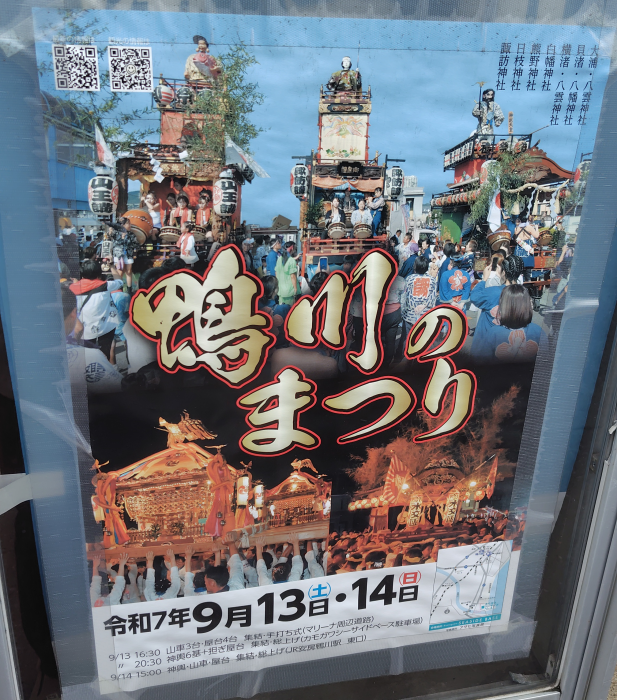 大浦・八雲神社
貝渚・八幡神社
横渚・八雲神社
白幡神社
熊野神社
日枝神社
諏訪神社
鴨川の
まつり
令和7年9月13日(土)・14日(日)
9/13 16:30 山車3台・屋台4台 集結・手打ち式(マリーナ周辺道路)
〃 20:30 神輿6基+担ぎ屋台 集結・総上げ(カモガワシーサイドベース駐車場)
9/14 15:00 神輿・山車・屋台 集結・総上げ(JR安房鴨川駅 東口)